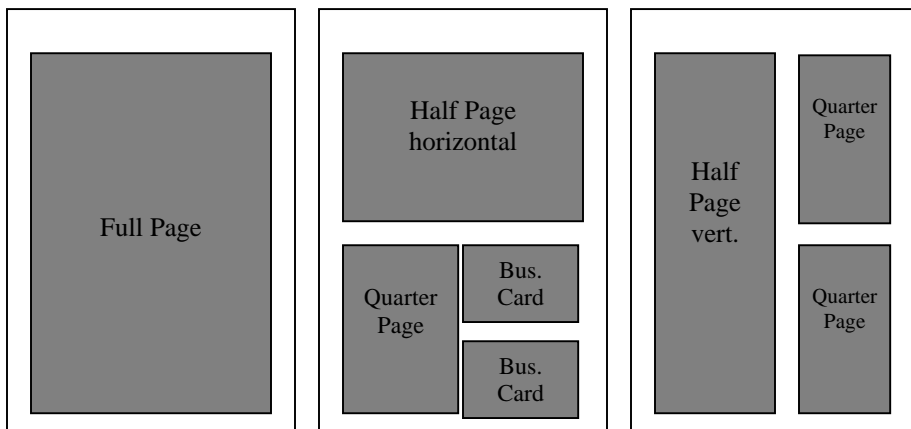 Full Page
Half Page
horizontal
Quarter
Page
Bus.
Card
Bus.
Card
Half
Page
vert.
Quarter
Page
Quarter
Page